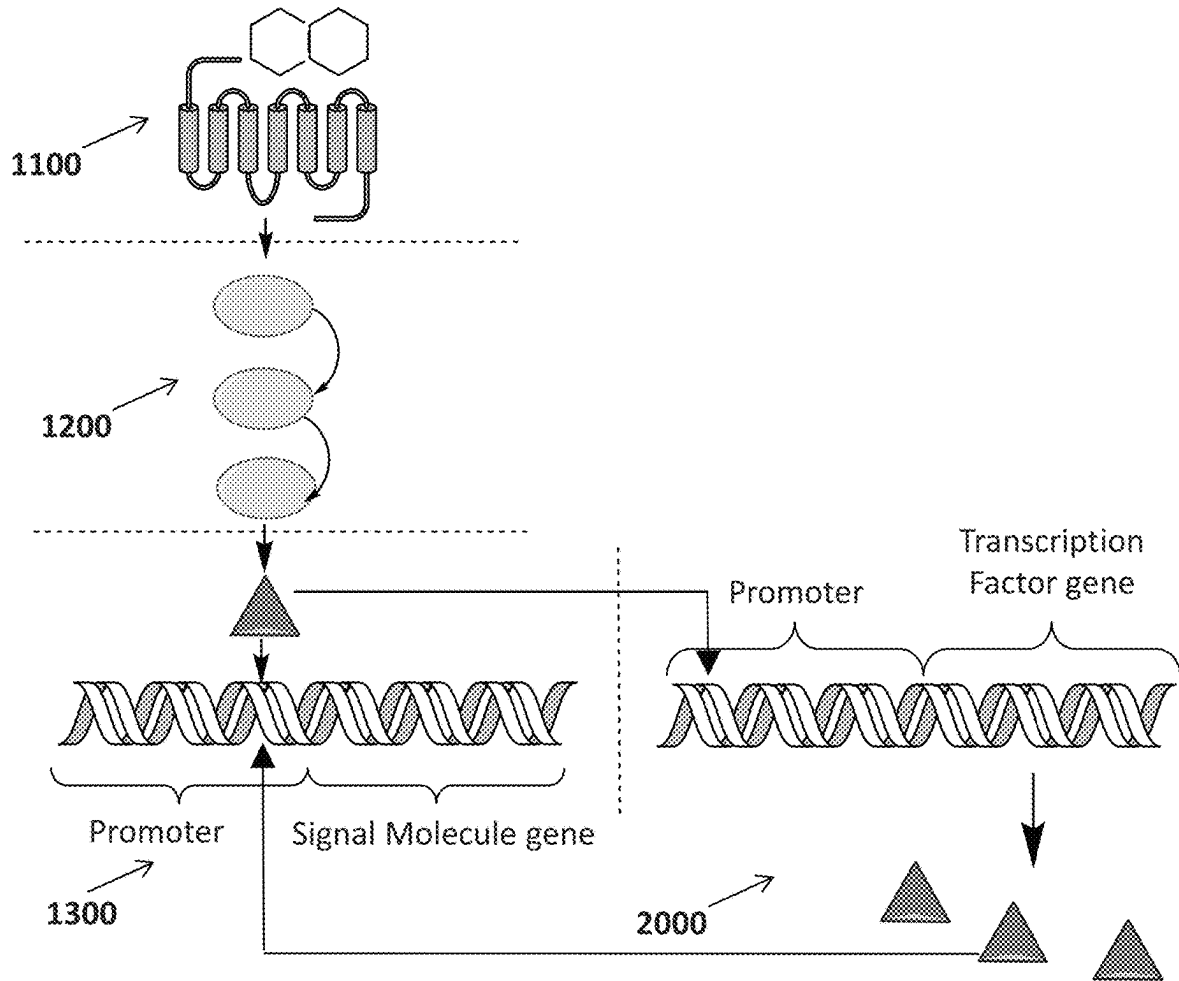 1100
1200
Transcription
Factor gene
Promoter
Promoter
Signal Molecule gene
1300
2000